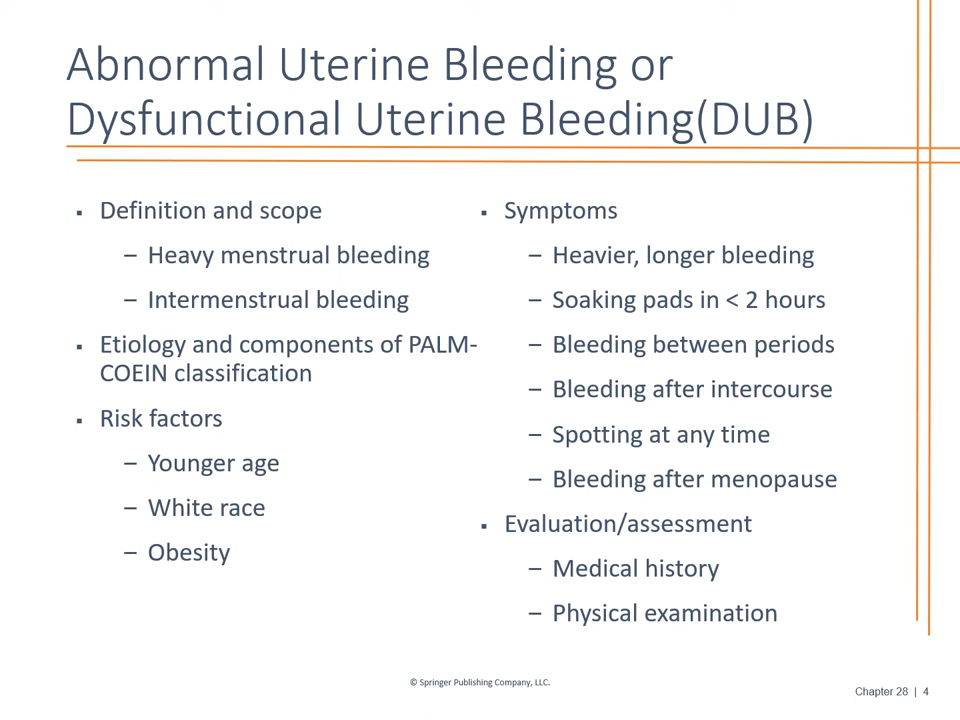 Abnormal Uterine Bleeding or
Dysfunctional Uterine Bleeding(DUB)
▪ Definition and scope
– Heavy menstrual bleeding
– Intermenstrual bleeding
▪ Etiology and components of PALM-
COEIN classification
▪ Risk factors
– Younger age
– White race
– Obesity
▪ Symptoms
– Heavier, longer bleeding
– Soaking pads in < 2 hours
– Bleeding between periods
– Bleeding after intercourse
– Spotting at any time
– Bleeding after menopause
▪ Evaluation/assessment
– Medical history
– Physical examination
© Springer Publishing Company, LLC.
Chapter 28 | 4